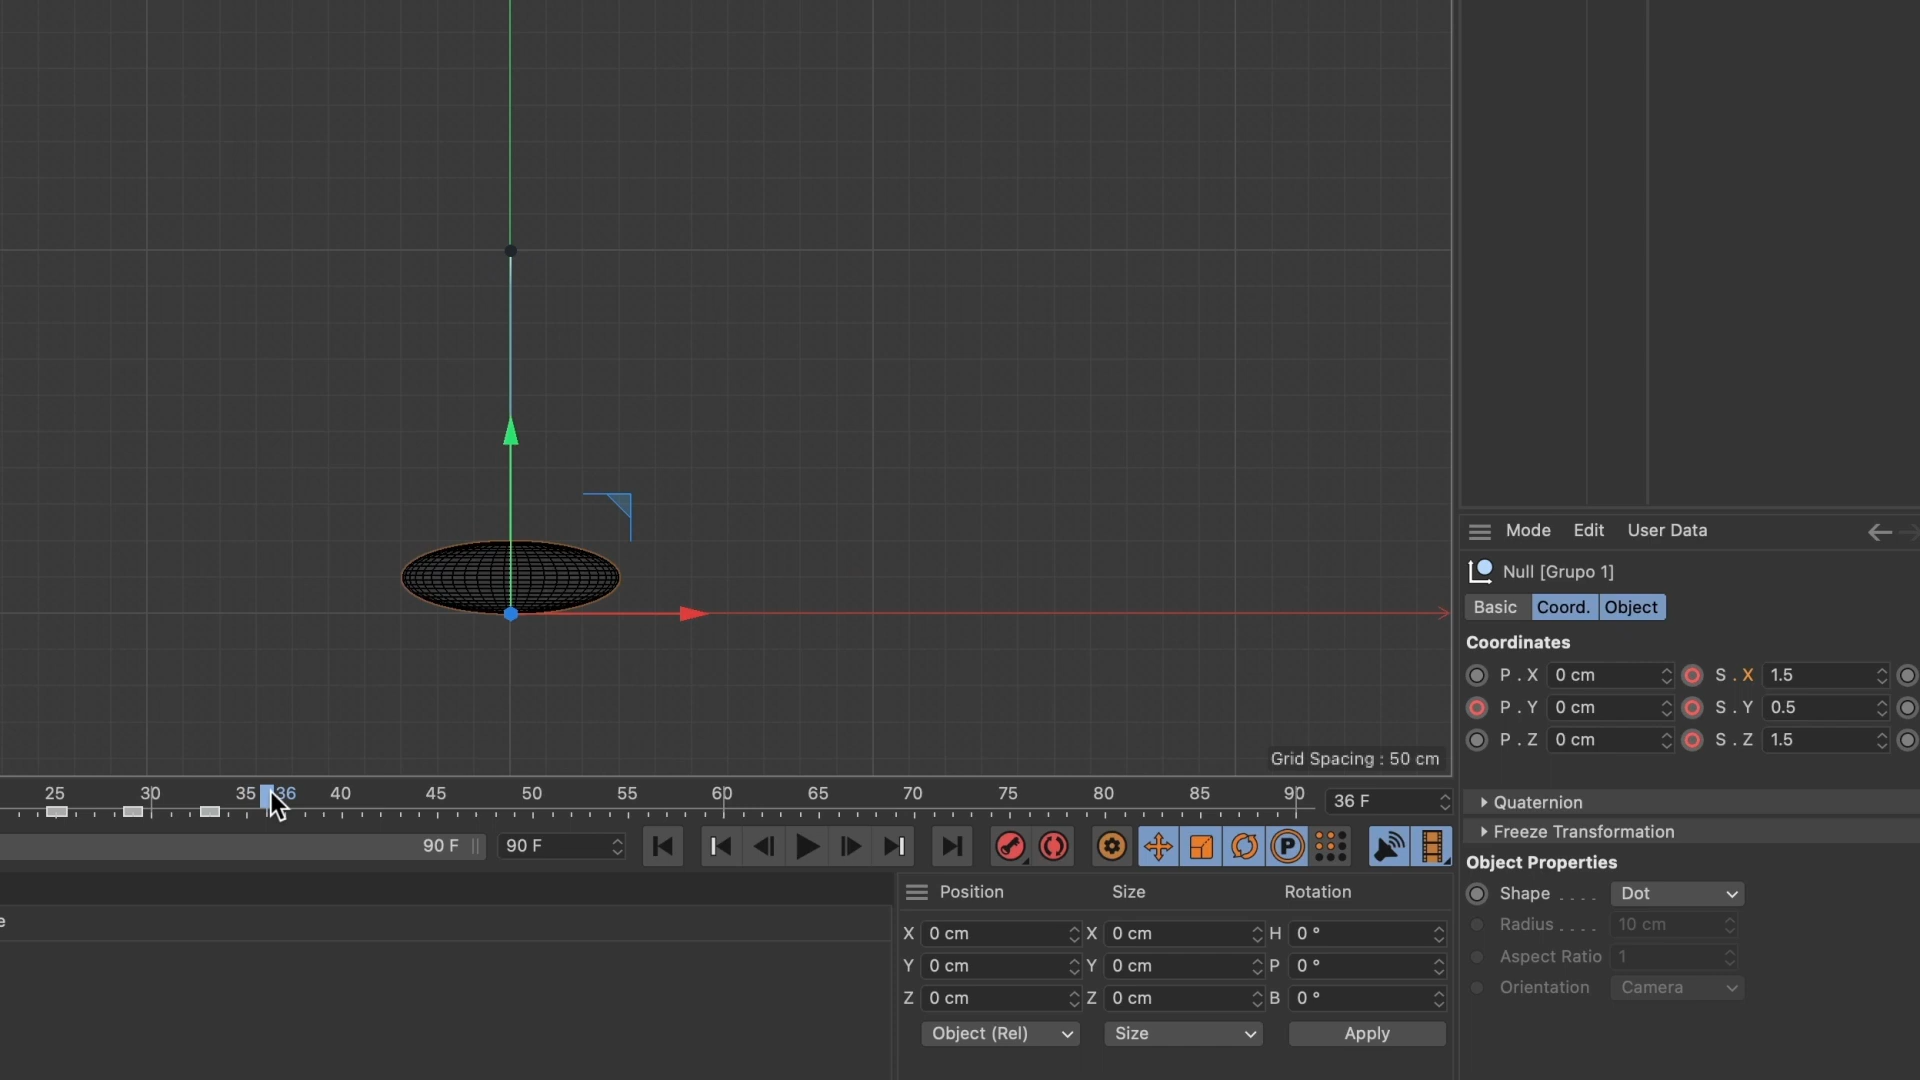 Grid Spacing : 50 cm
25 30 35 36 40 45 50 55 60 65 70 75 80 85 90 36 F
90 F 90 F
Position Size Rotation
e
X 0 cm X 0 cm H 0 °
Y 0 cm Y 0 cm P 0 °
Z 0 cm Z 0 cm B 0 °
Object (Rel) Size Apply
Mode Edit User Data
Null [Grupo 1]
Basic Coord. Object
Coordinates
P . X 0 cm S . X 1.5
P . Y 0 cm S . Y 0.5
P . Z 0 cm S . Z 1.5
Quaternion
Freeze Transformation
Object Properties
Shape . . . . Dot
Radius . . . . 10 cm
Aspect Ratio 1
Orientation Camera